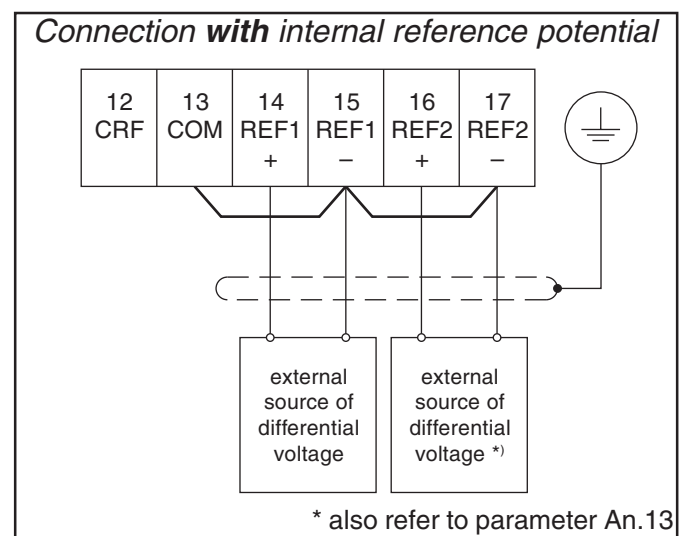 Connection with internal reference potential
12 13 14 15 16 17
CRF COM REF1 REF1 REF2 REF2
+ – + –
external external
source of source of
differential differential
voltage voltage *)
* also refer to parameter An.13